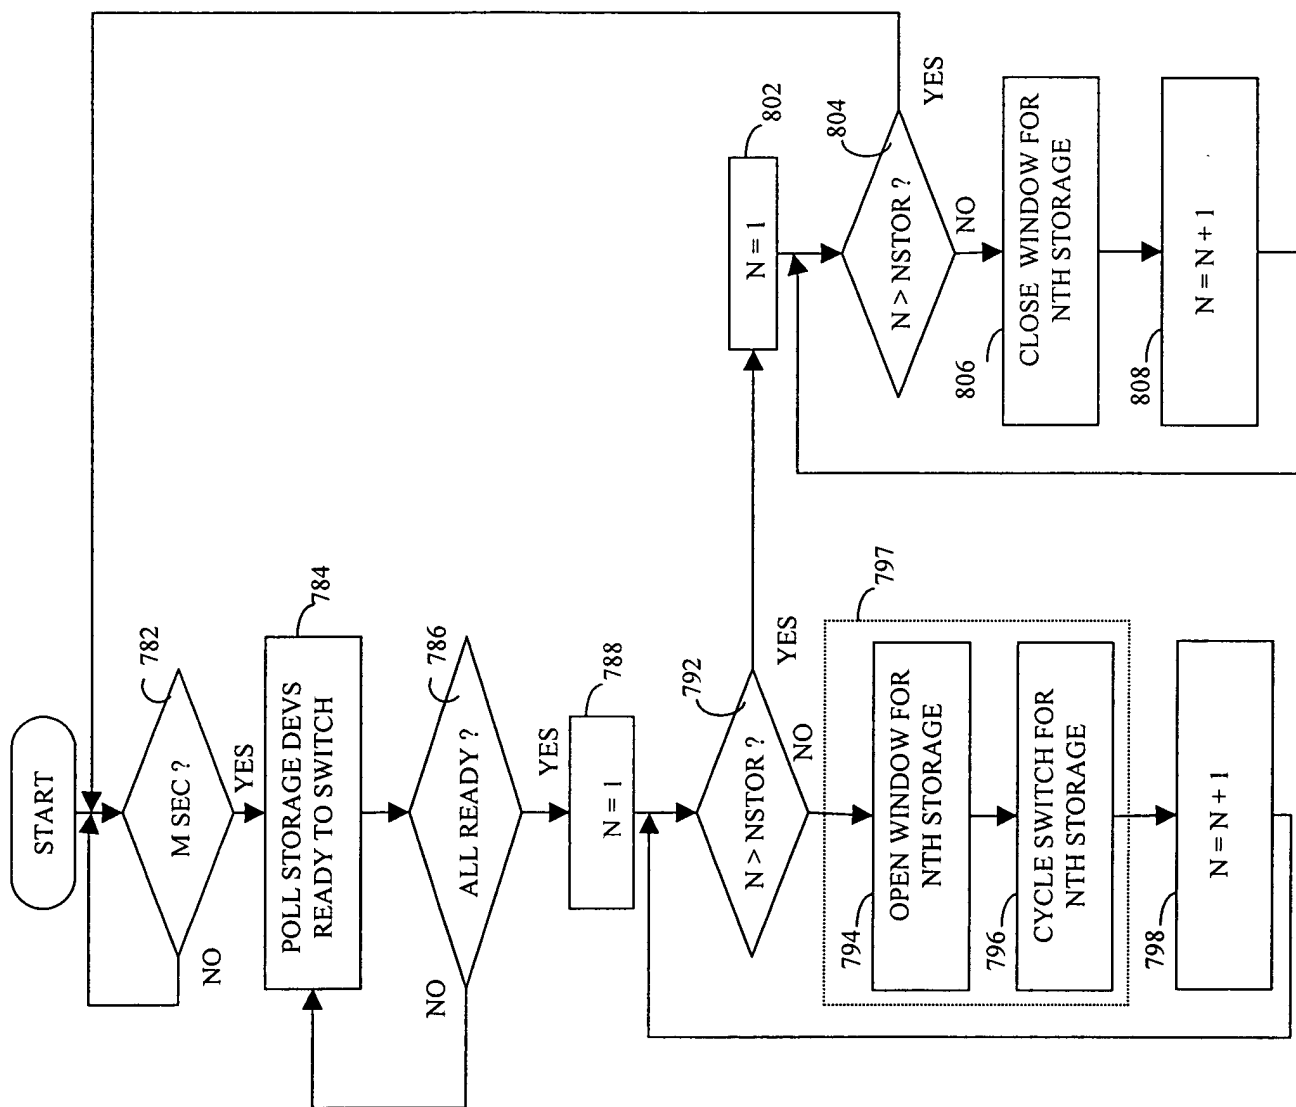 START
782
M SEC ?
NO
YES
784
POLL STORAGE DEVS
READY TO SWITCH
786
ALL READY ?
NO
YES
788
N = 1
792
N > NSTOR ?
YES
NO
797
794
OPEN WINDOW FOR
NTH STORAGE
796
CYCLE SWITCH FOR
NTH STORAGE
798
N = N + 1
802
N = 1
804
N > NSTOR ?
YES
NO
806
CLOSE WINDOW FOR
NTH STORAGE
808
N = N + 1